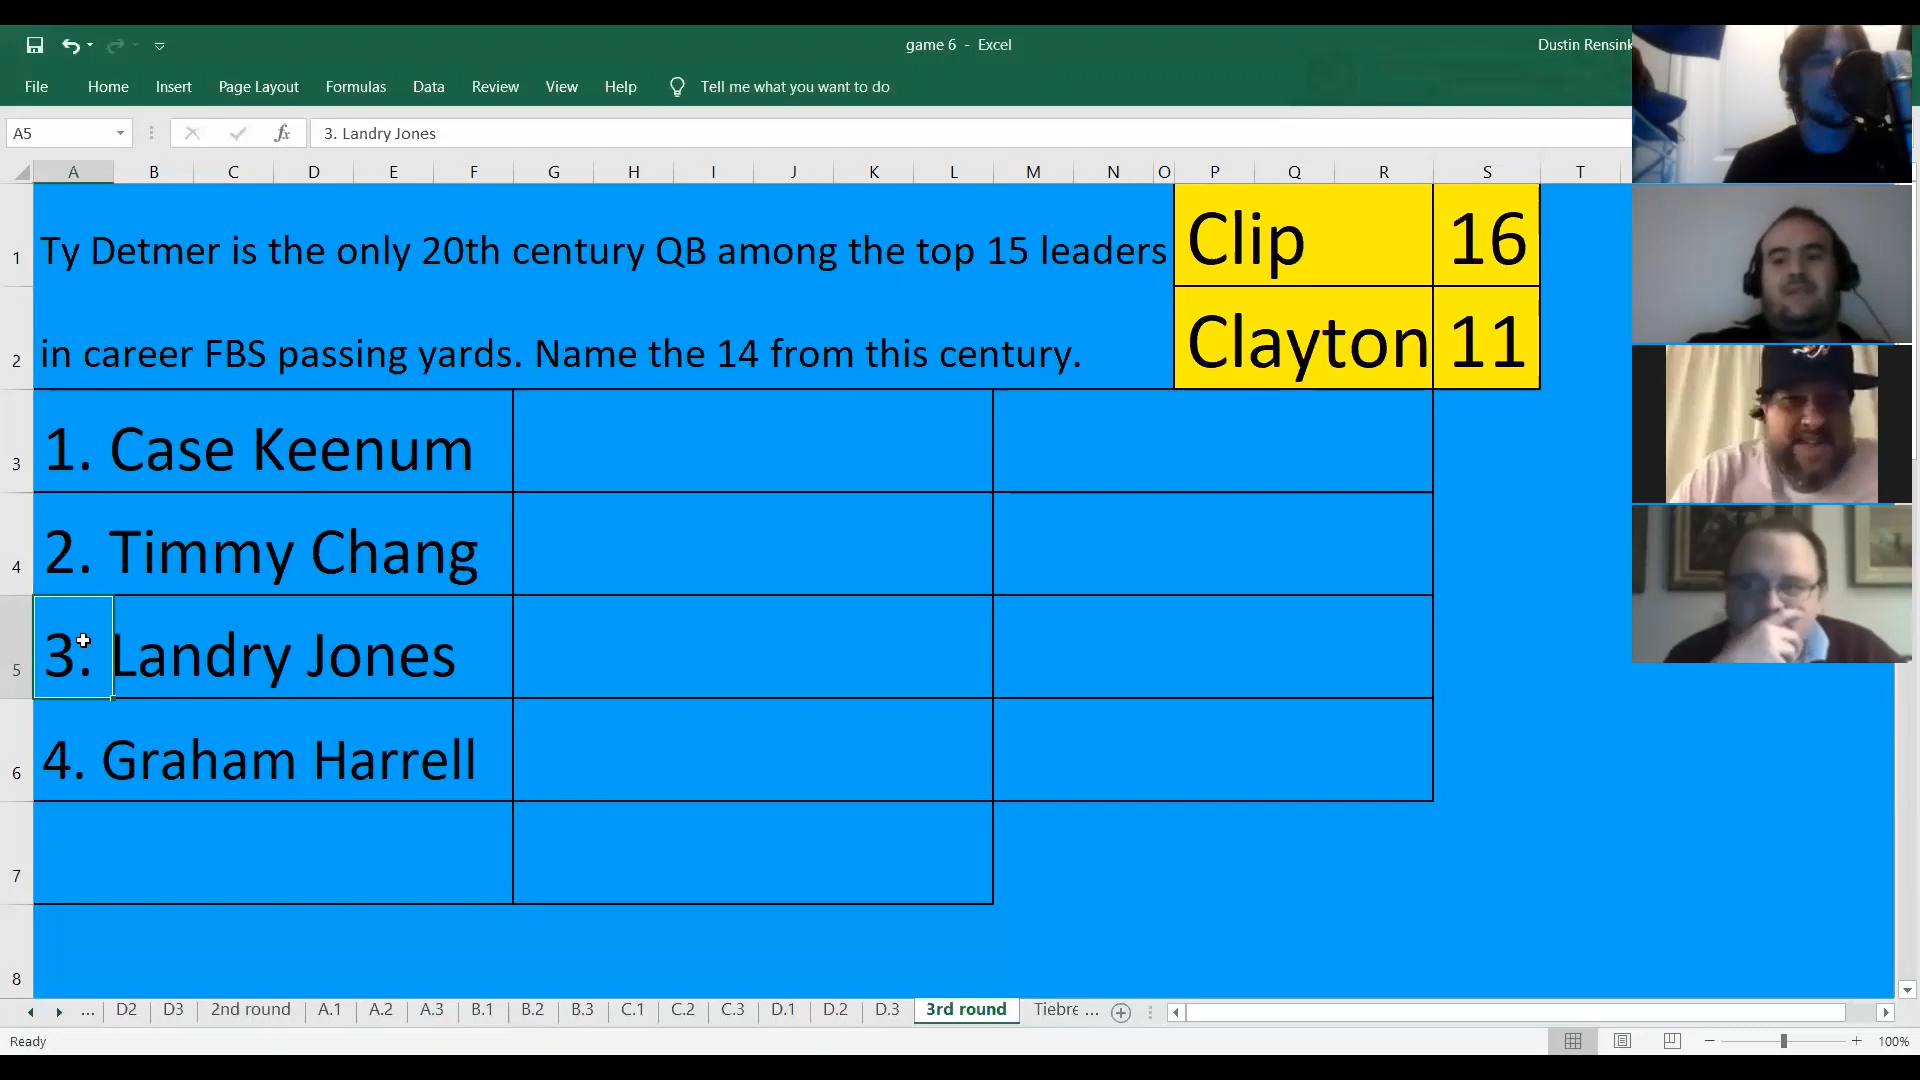 game 6 - Excel
Dustin Rensink
File Home Insert Page Layout Formulas Data Review View Help Tell me what you want to do
A5 fx 3. Landry Jones
A B C D E F G H I J K L M N O P Q R S T
1 Ty Detmer is the only 20th century QB among the top 15 leaders Clip 16
2 in career FBS passing yards. Name the 14 from this century. Clayton 11
3 1. Case Keenum
4 2. Timmy Chang
5 3. Landry Jones
6 4. Graham Harrell
7
8
... D2 D3 2nd round A.1 A.2 A.3 B.1 B.2 B.3 C.1 C.2 C.3 D.1 D.2 D.3 3rd round Tiebre ...
Ready 100%